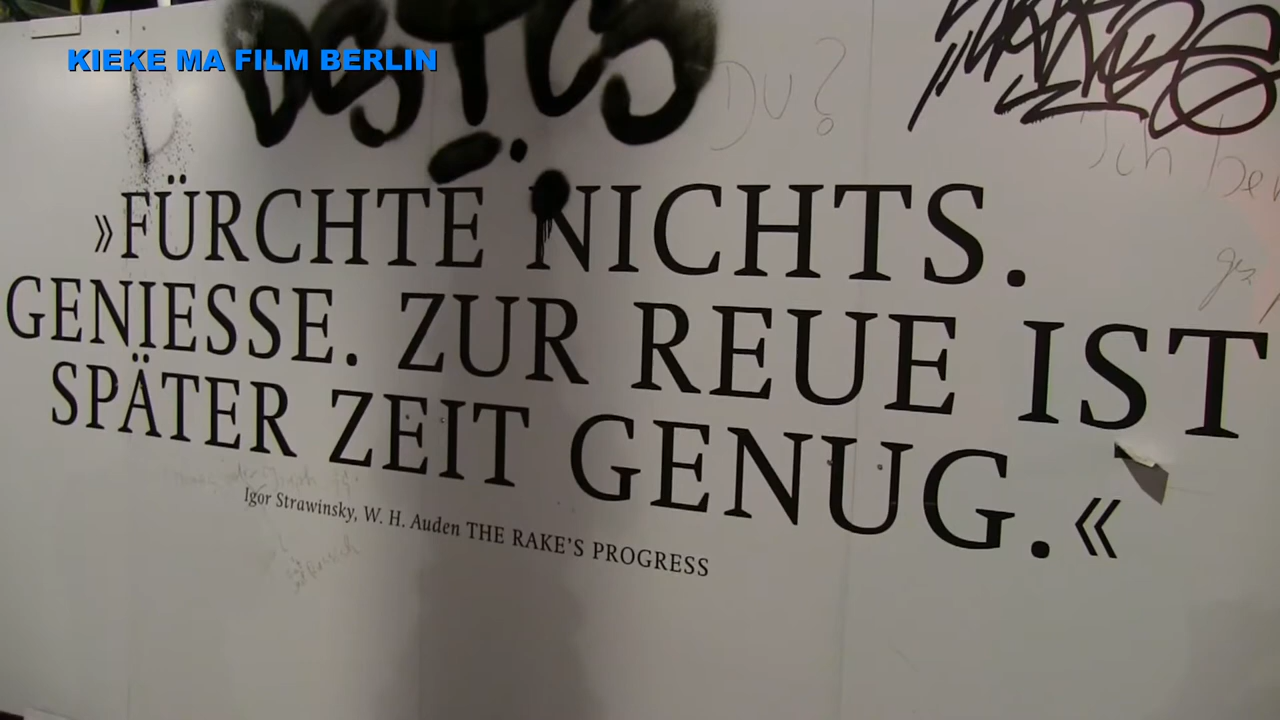 KIEKE MA FILM BERLIN
Du?
Ich
»FÜRCHTE NICHTS.
GENIESSE. ZUR REUE IST
SPÄTER ZEIT GENUG.«
Igor Strawinsky, W. H. Auden THE RAKE'S PROGRESS